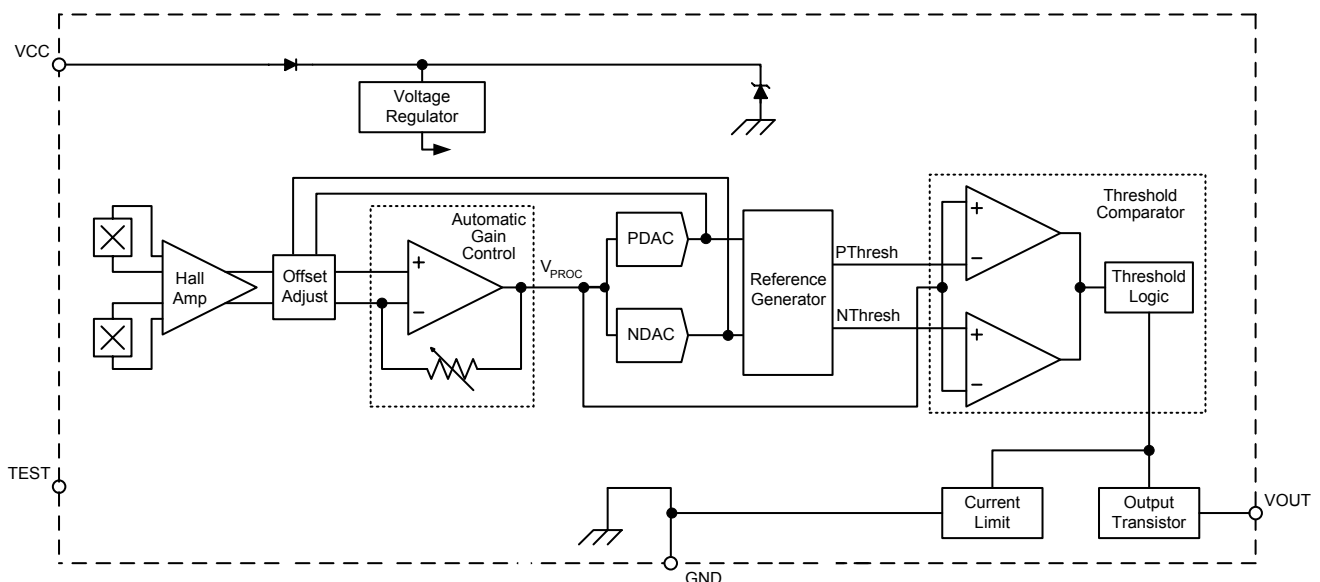 VCC
Voltage
Regulator
Threshold
Comparator
Automatic
Gain
Control
+
PDAC
PThresh
−
Hall
Amp
Offset
Adjust
+
−
VPROC
Reference
Generator
Threshold
Logic
NDAC
NThresh
+
−
TEST
Current
Limit
Output
Transistor
VOUT
GND